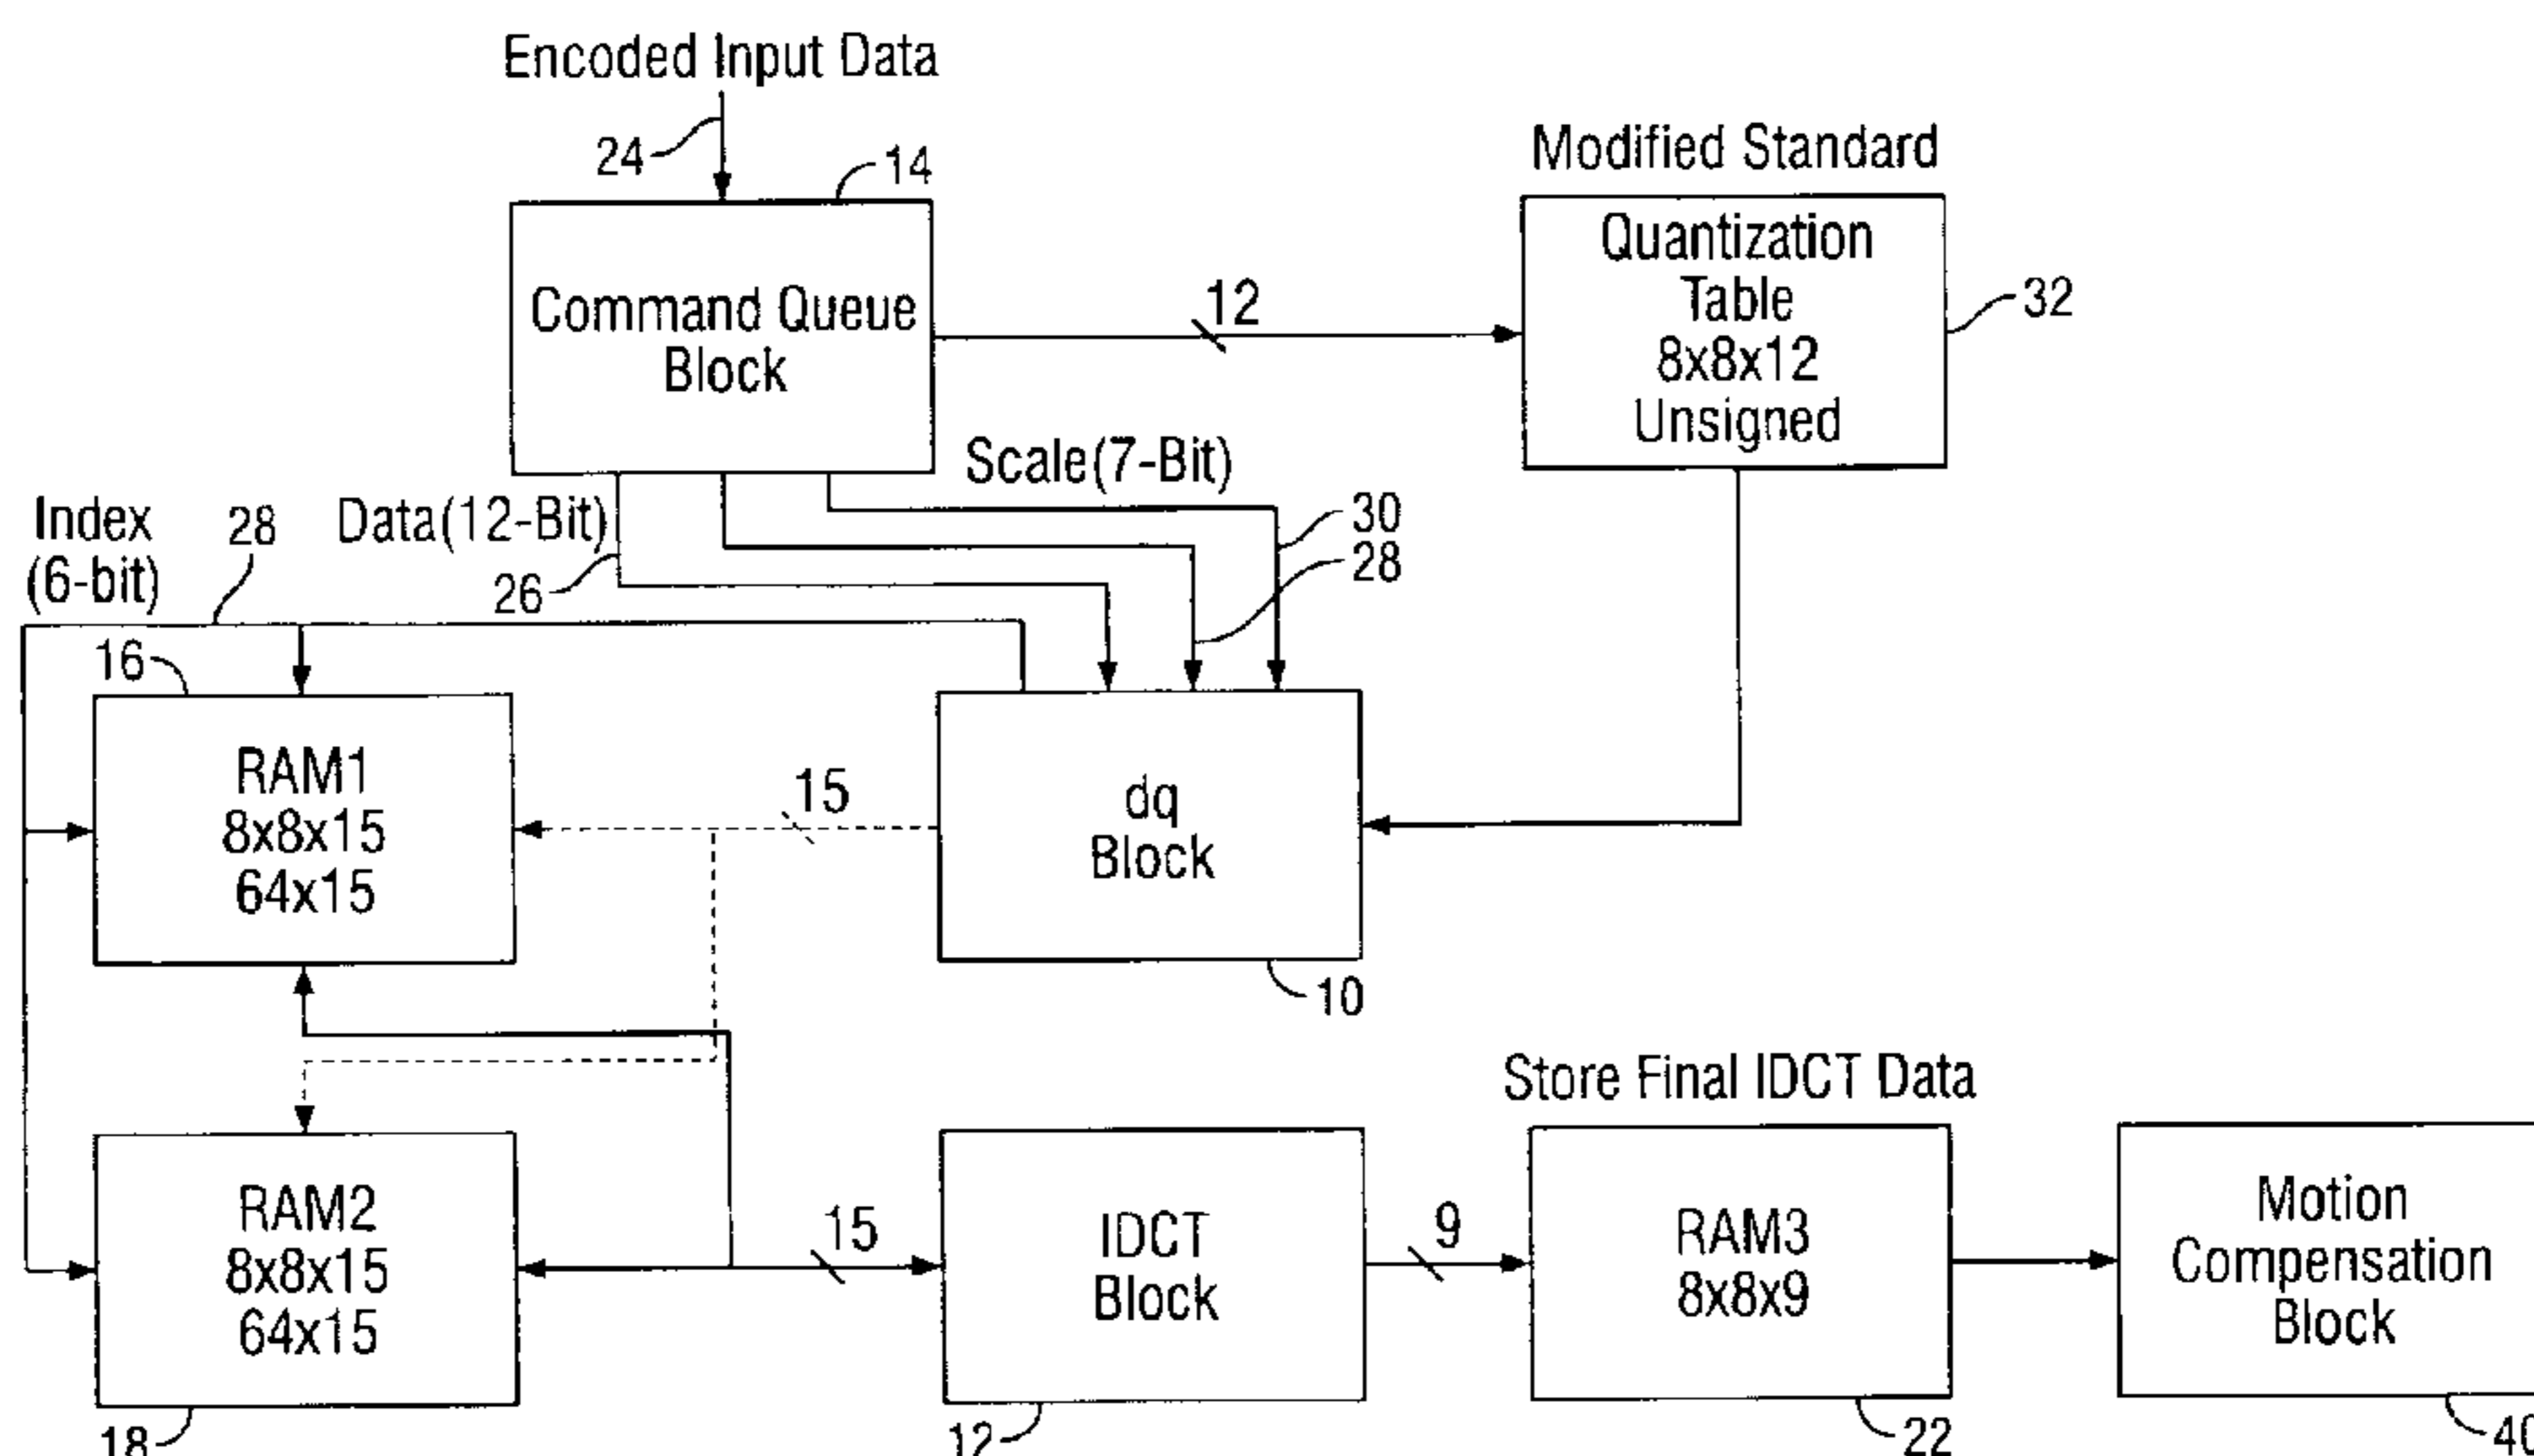 Encoded Input Data
24
14
Command Queue
Block
12
Modified Standard
Quantization
Table
8x8x12
Unsigned
32
Scale(7-Bit)
Data(12-Bit)
26
30
28
Index
(6-bit)
28
16
RAM1
8x8x15
64x15
15
dq
Block
10
RAM2
8x8x15
64x15
18
15
IDCT
Block
12
9
Store Final IDCT Data
RAM3
8x8x9
22
Motion
Compensation
Block
40